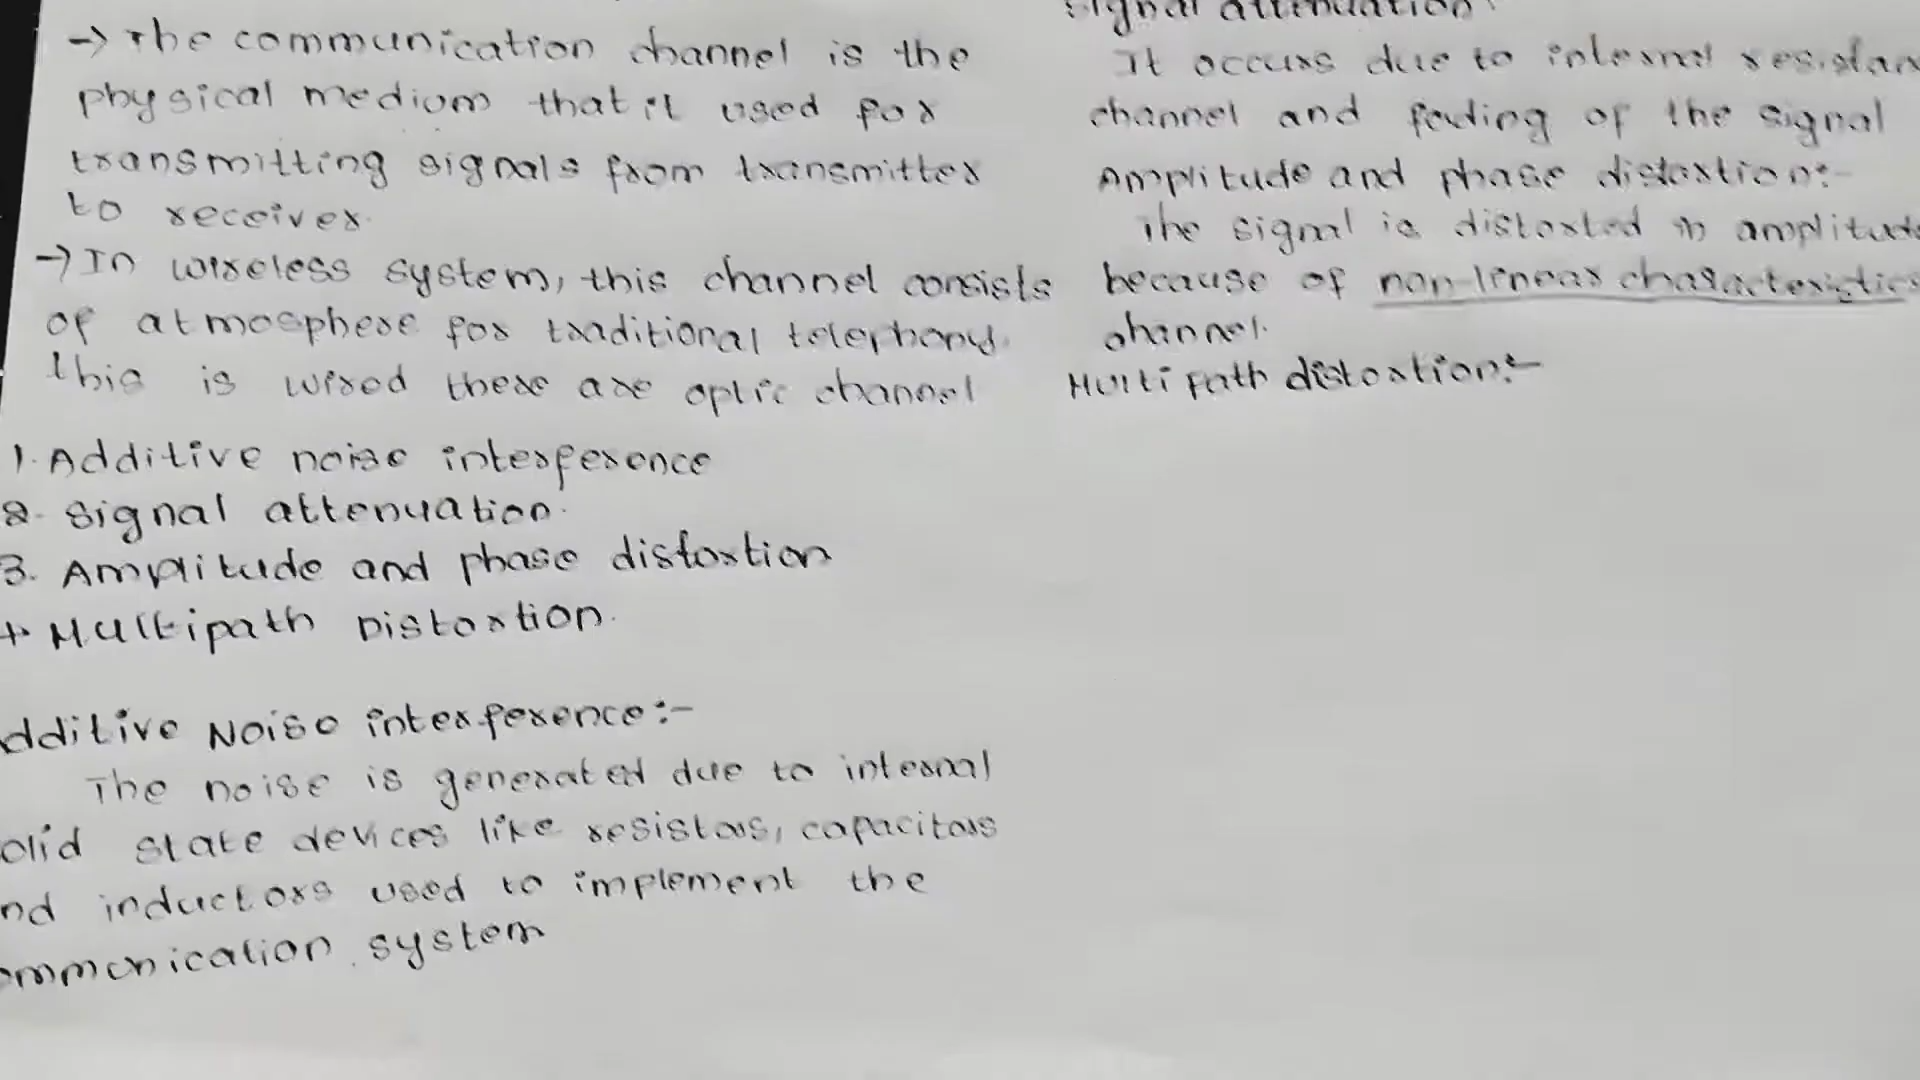 → The communication channel is the
physical medium that it used for
transmitting signals from transmitter
to receiver.
→ In wireless system, this channel consists
of atmosphere for traditional telephony.
this is wired there are optic channel
1. Additive noise interference
2. Signal attenuation.
3. Amplitude and phase distortion
4. Multipath Distortion.
dditive Noise interference:-
The noise is generated due to internal
olid state devices like resistors, capacitors
nd inductors used to implement the
ommunication system
Signal attenuation:
It occurs due to internal resistan
channel and fading of the signal
Amplitude and phase distortion:-
The signal is distorted in amplitude
because of non-linear characteristics
channel.
Multi path distortion:-